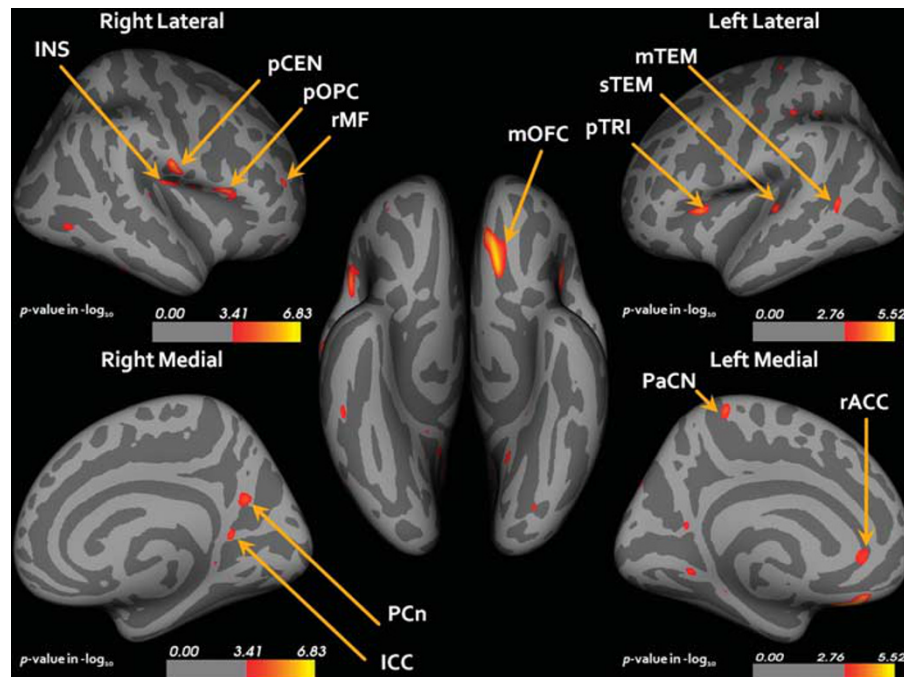 Right Lateral
INS
pCEN
pOPC
rMF
p-value in -log₁₀
0.00 3.41 6.83
Left Lateral
mTEM
sTEM
pTRI
mOFC
p-value in -log₁₀
0.00 2.76 5.52
Right Medial
PCn
ICC
p-value in -log₁₀
0.00 3.41 6.83
Left Medial
PaCN
rACC
p-value in -log₁₀
0.00 2.76 5.52